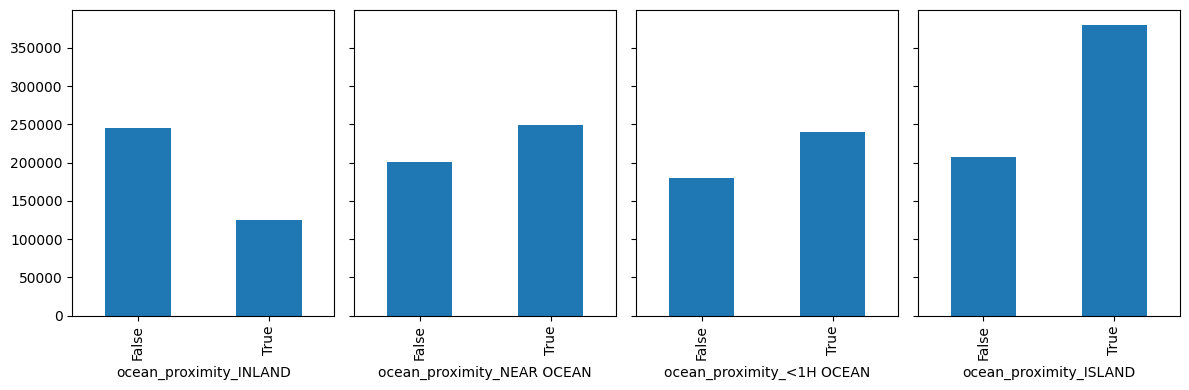 350000
300000
250000
200000
150000
100000
50000
0
False
True
False
True
False
True
False
True
ocean_proximity_INLAND
ocean_proximity_NEAR OCEAN
ocean_proximity_<1H OCEAN
ocean_proximity_ISLAND